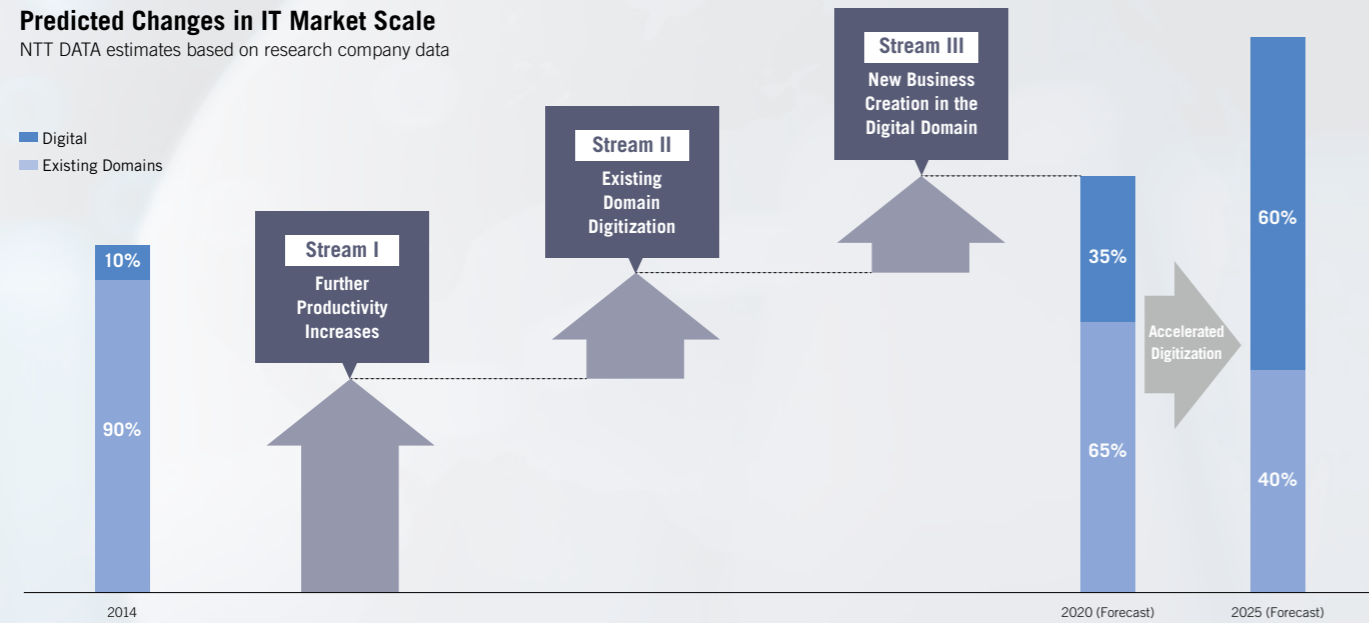 Predicted Changes in IT Market Scale
NTT DATA estimates based on research company data
Digital
Existing Domains
10%
90%
2014
Stream I
Further
Productivity
Increases
Stream II
Existing
Domain
Digitization
Stream III
New Business
Creation in the
Digital Domain
35%
65%
2020 (Forecast)
Accelerated
Digitization
60%
40%
2025 (Forecast)